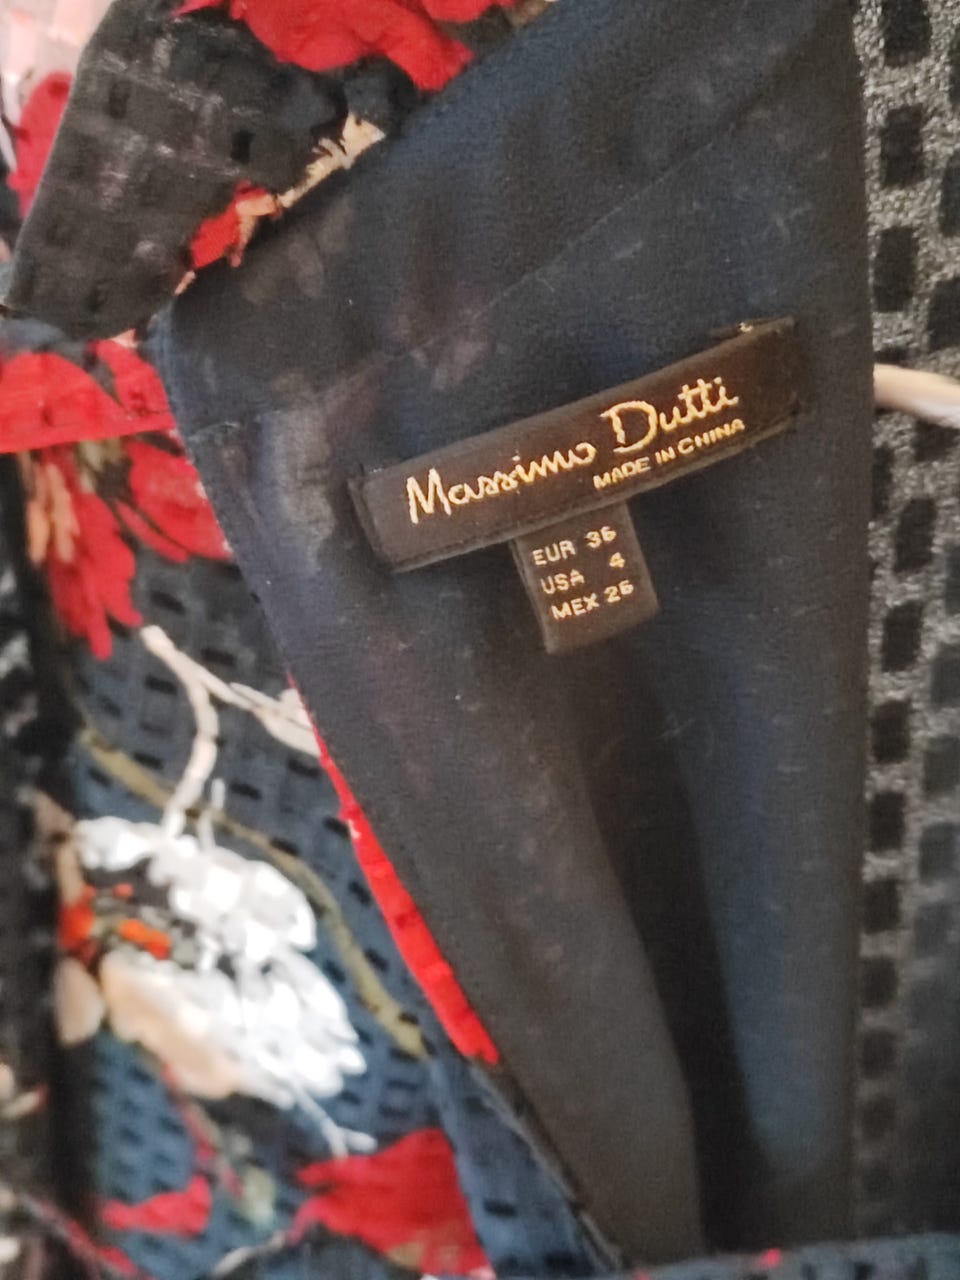 Massimo Dutti
MADE IN CHINA
EUR 36
USA 4
MEX 26